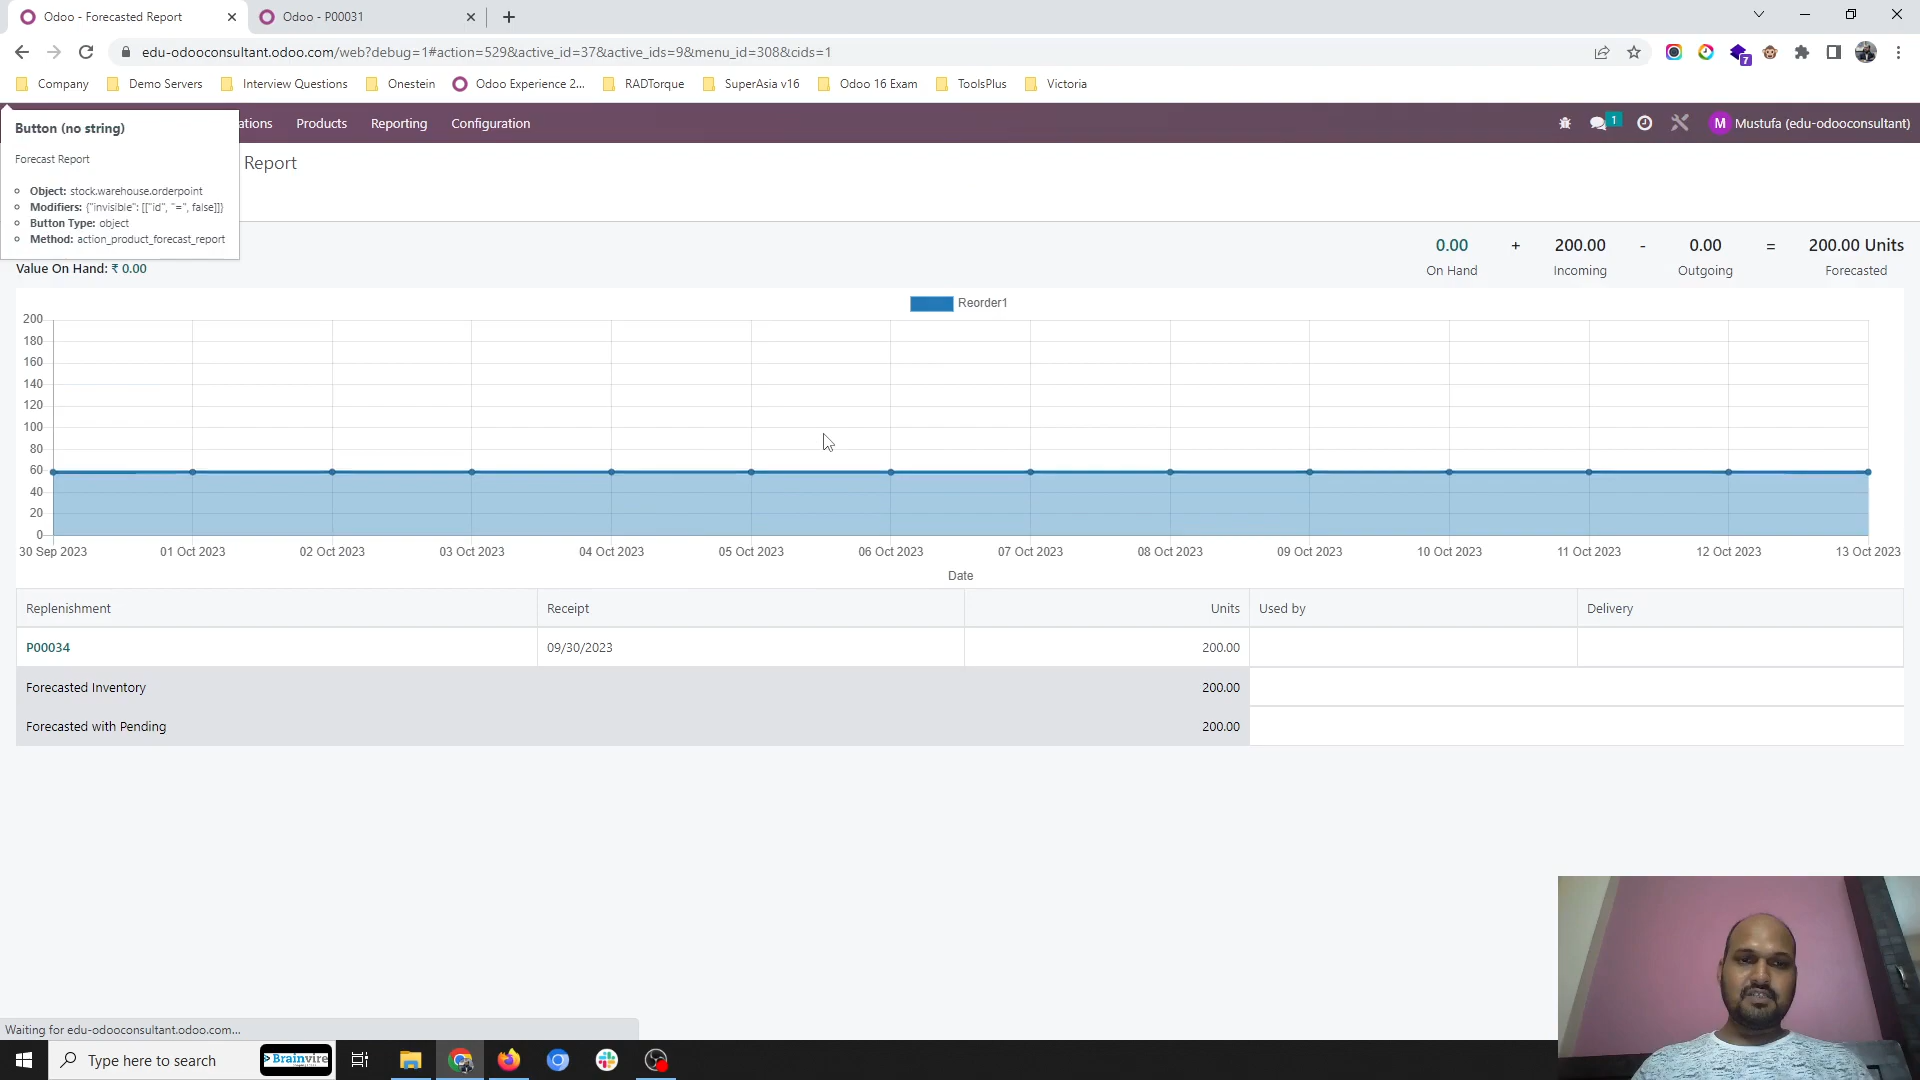 Odoo - Forecasted Report
Odoo - P00031
edu-odooconsultant.odoo.com/web?debug=1#action=529&active_id=37&active_ids=9&menu_id=308&cids=1
7
Company
Demo Servers
Interview Questions
Onestein
Odoo Experience 2...
RADTorque
SuperAsia v16
Odoo 16 Exam
ToolsPlus
Victoria
Button (no string)
Forecast Report
Object: stock.warehouse.orderpoint
Modifiers: {"invisible": [["id", "=", false]]}
Button Type: object
Method: action_product_forecast_report
ations
Products
Reporting
Configuration
1
M
Mustufa (edu-odooconsultant)
Report
Value On Hand: ₹ 0.00
0.00 + 200.00 - 0.00 = 200.00 Units
On Hand Incoming Outgoing Forecasted
Reorder1
200
180
160
140
120
100
80
60
40
20
0
30 Sep 2023 01 Oct 2023 02 Oct 2023 03 Oct 2023 04 Oct 2023 05 Oct 2023 06 Oct 2023 07 Oct 2023 08 Oct 2023 09 Oct 2023 10 Oct 2023 11 Oct 2023 12 Oct 2023 13 Oct 2023
Date
Replenishment Receipt Units Used by Delivery
P00034 09/30/2023 200.00
Forecasted Inventory 200.00
Forecasted with Pending 200.00
Waiting for edu-odooconsultant.odoo.com...
Type here to search
Brainvire